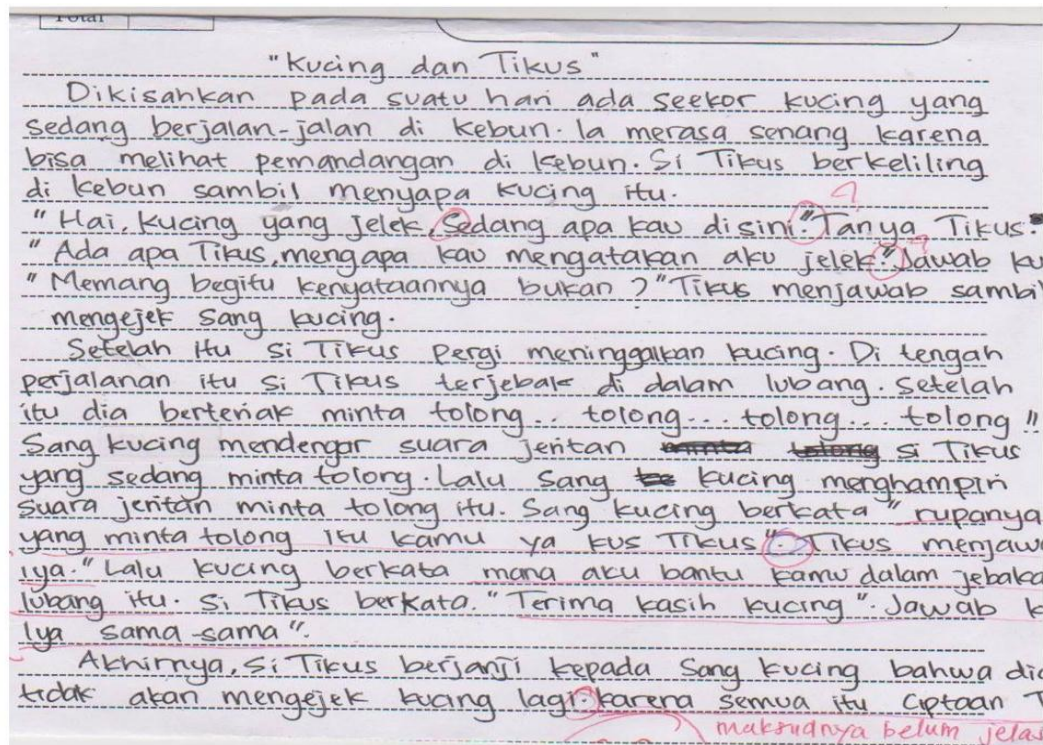 Total
"Kucing dan Tikus"
Dikisahkan pada suatu hari ada seekor kucing yang
sedang berjalan-jalan di kebun. Ia merasa senang karena
bisa melihat pemandangan di kebun. Si Tikus berkeliling
di kebun sambil menyapa kucing itu.
"Hai, kucing yang jelek, Sedang apa kau disini." Tanya Tikus.
"Ada apa Tikus, mengapa kau mengatakan aku jelek." Jawab ku
"Memang begitu kenyataannya bukan ?" Tikus menjawab sambil
mengejek sang kucing.
Setelah itu si Tikus pergi meninggalkan kucing. Di tengah
perjalanan itu si Tikus terjebak di dalam lubang. Setelah
itu dia berteriak minta tolong.. tolong... tolong... tolong !!
Sang kucing mendengar suara jeritan si Tikus
yang sedang minta tolong. Lalu sang kucing menghampiri
suara jeritan minta tolong itu. Sang kucing berkata "rupanya
yang minta tolong itu kamu ya kus Tikus". Tikus menjawa
iya." Lalu kucing berkata mana aku bantu kamu dalam jebaka
lubang itu. Si Tikus berkata. "Terima kasih kucing". Jawab k
Iya sama-sama".
Akhirnya, si Tikus berjanji kepada sang kucing bahwa dia
tidak akan mengejek kucing lagi. karena semua itu ciptaan T
maksudnya belum jelas